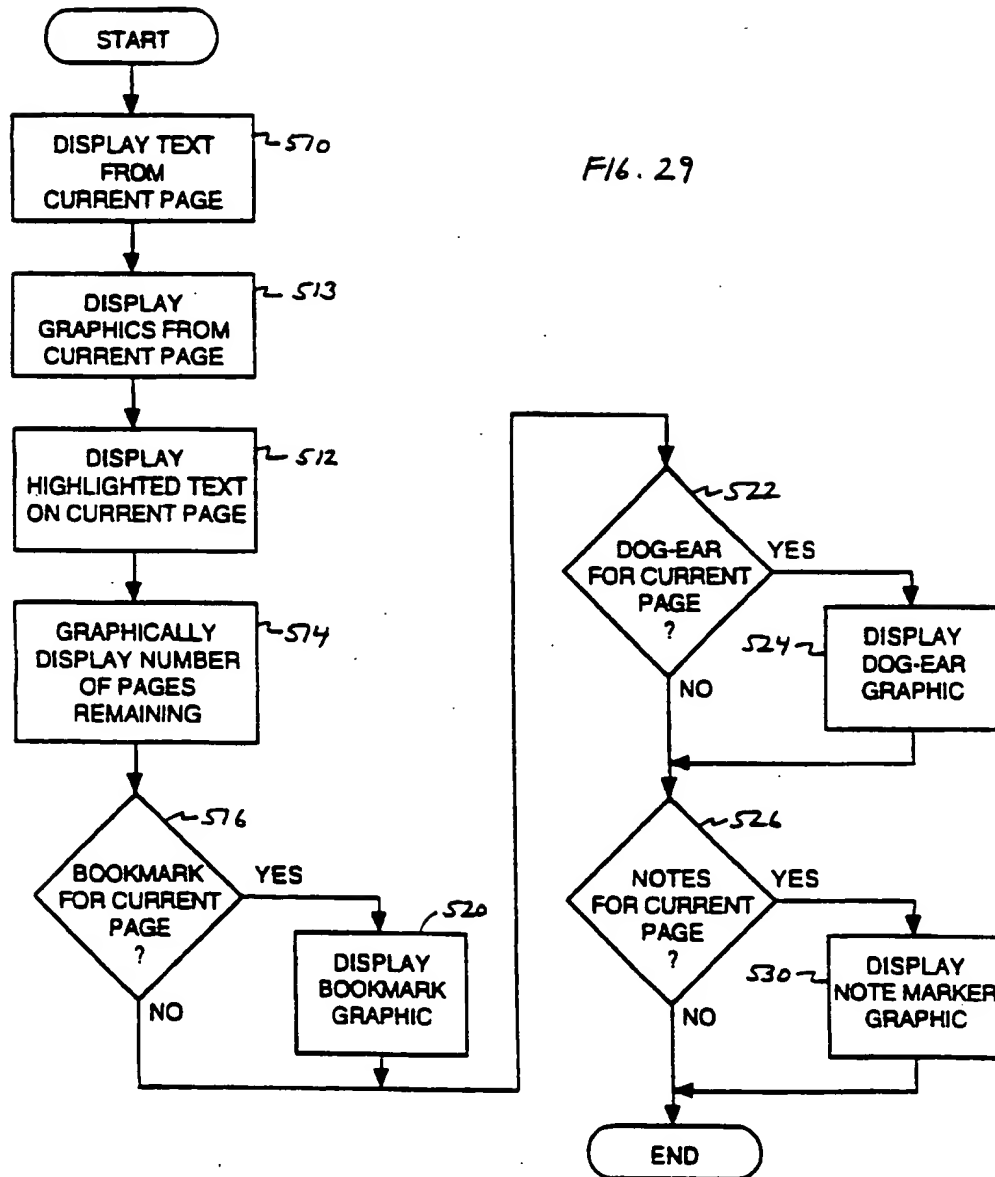 START
DISPLAY TEXT
FROM
CURRENT PAGE
510
FIG. 29
DISPLAY
GRAPHICS FROM
CURRENT PAGE
513
DISPLAY
HIGHLIGHTED TEXT
ON CURRENT PAGE
512
GRAPHICALLY
DISPLAY NUMBER
OF PAGES
REMAINING
514
BOOKMARK
FOR CURRENT
PAGE
?
516
YES
NO
520
DISPLAY
BOOKMARK
GRAPHIC
522
DOG-EAR
FOR CURRENT
PAGE
?
YES
NO
524
DISPLAY
DOG-EAR
GRAPHIC
526
NOTES
FOR CURRENT
PAGE
?
YES
NO
530
DISPLAY
NOTE MARKER
GRAPHIC
END